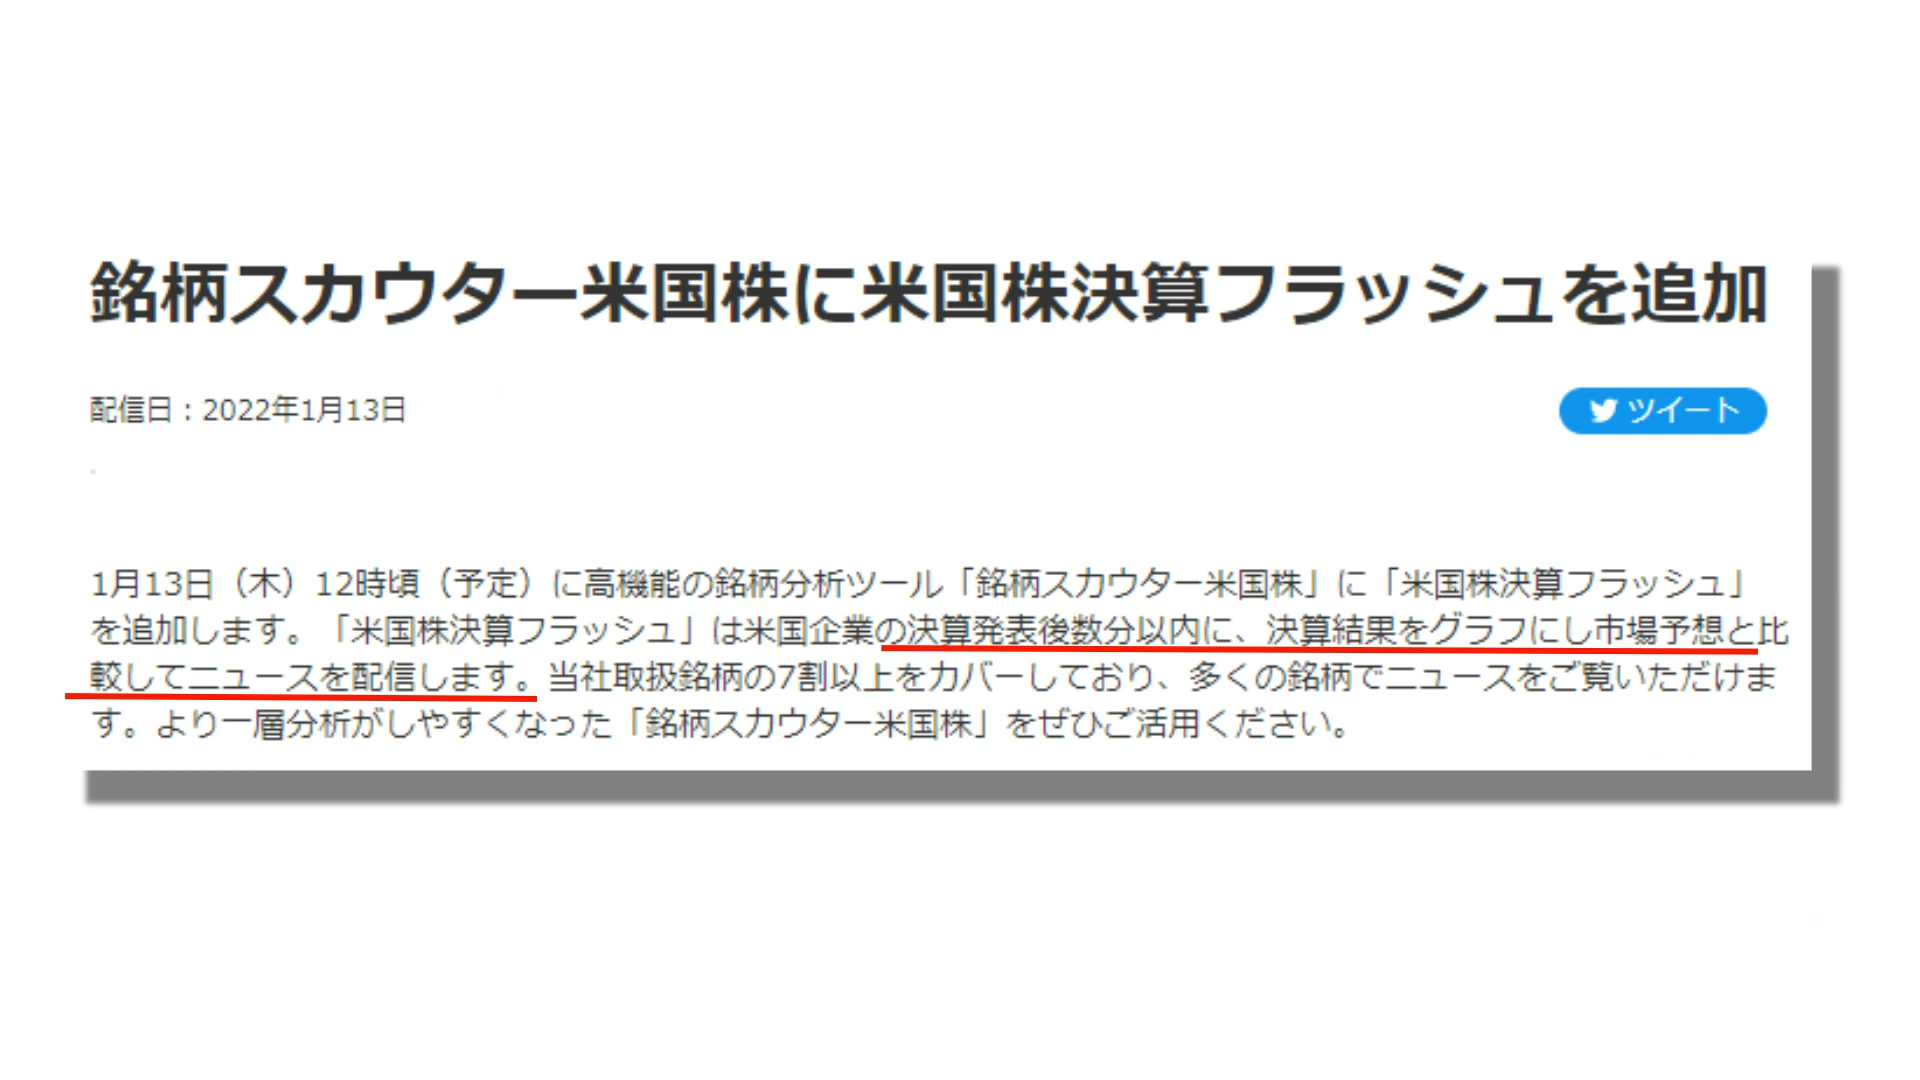 銘柄スカウター米国株に米国株決算フラッシュを追加
配信日：2022年1月13日
ツイート
1月13日（木）12時頃（予定）に高機能の銘柄分析ツール「銘柄スカウター米国株」に「米国株決算フラッシュ」
を追加します。「米国株決算フラッシュ」は米国企業の決算発表後数分以内に、決算結果をグラフにし市場予想と比
較してニュースを配信します。当社取扱銘柄の7割以上をカバーしており、多くの銘柄でニュースをご覧いただけま
す。より一層分析がしやすくなった「銘柄スカウター米国株」をぜひご活用ください。